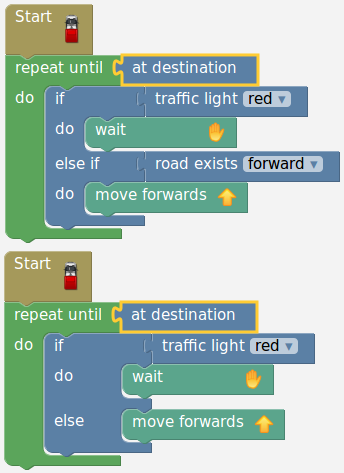 Start
repeat until at destination
do if traffic light red ▾
do wait
else if road exists forward ▾
do move forwards
Start
repeat until at destination
do if traffic light red ▾
do wait
else move forwards